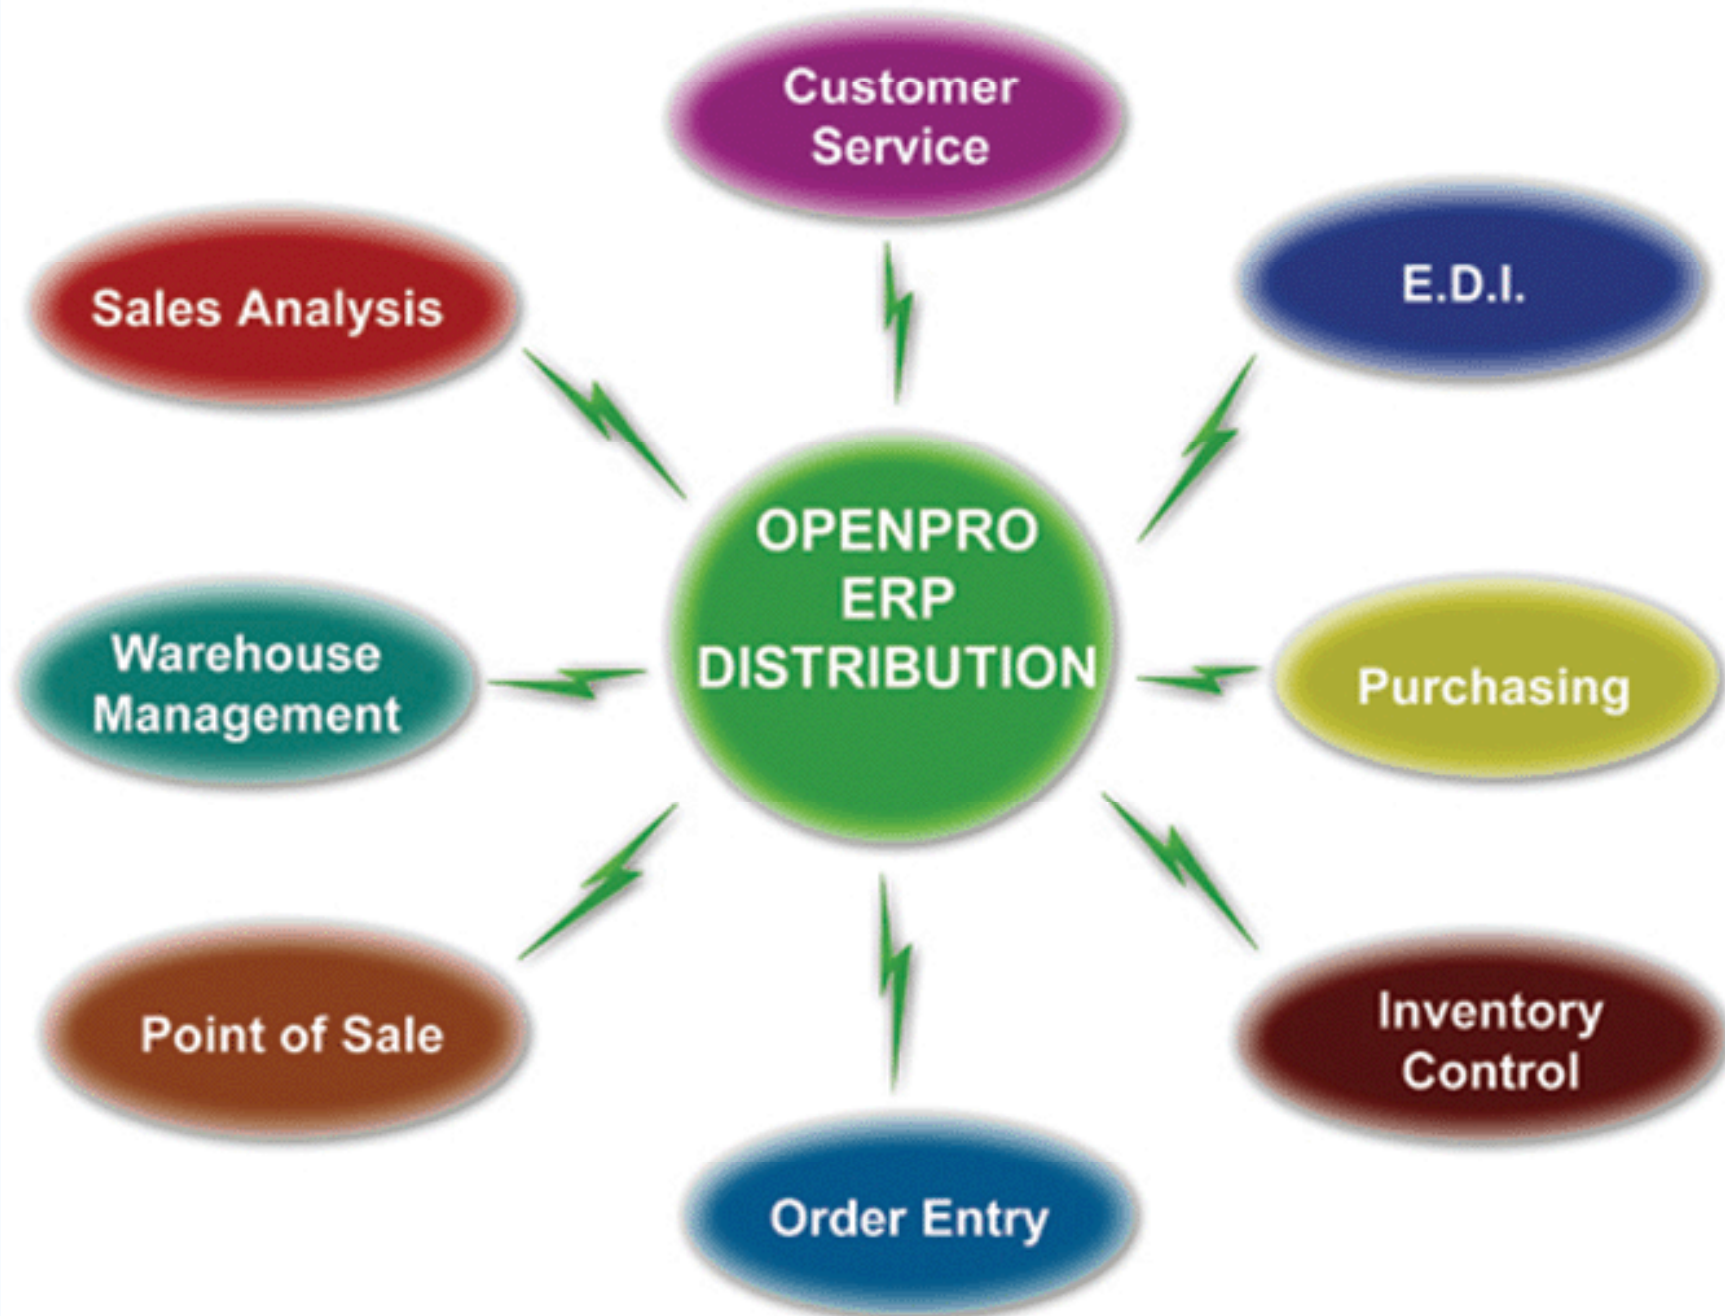 Customer
Service
Sales Analysis
E.D.I.
OPENPRO
ERP
DISTRIBUTION
Warehouse
Management
Purchasing
Point of Sale
Inventory
Control
Order Entry